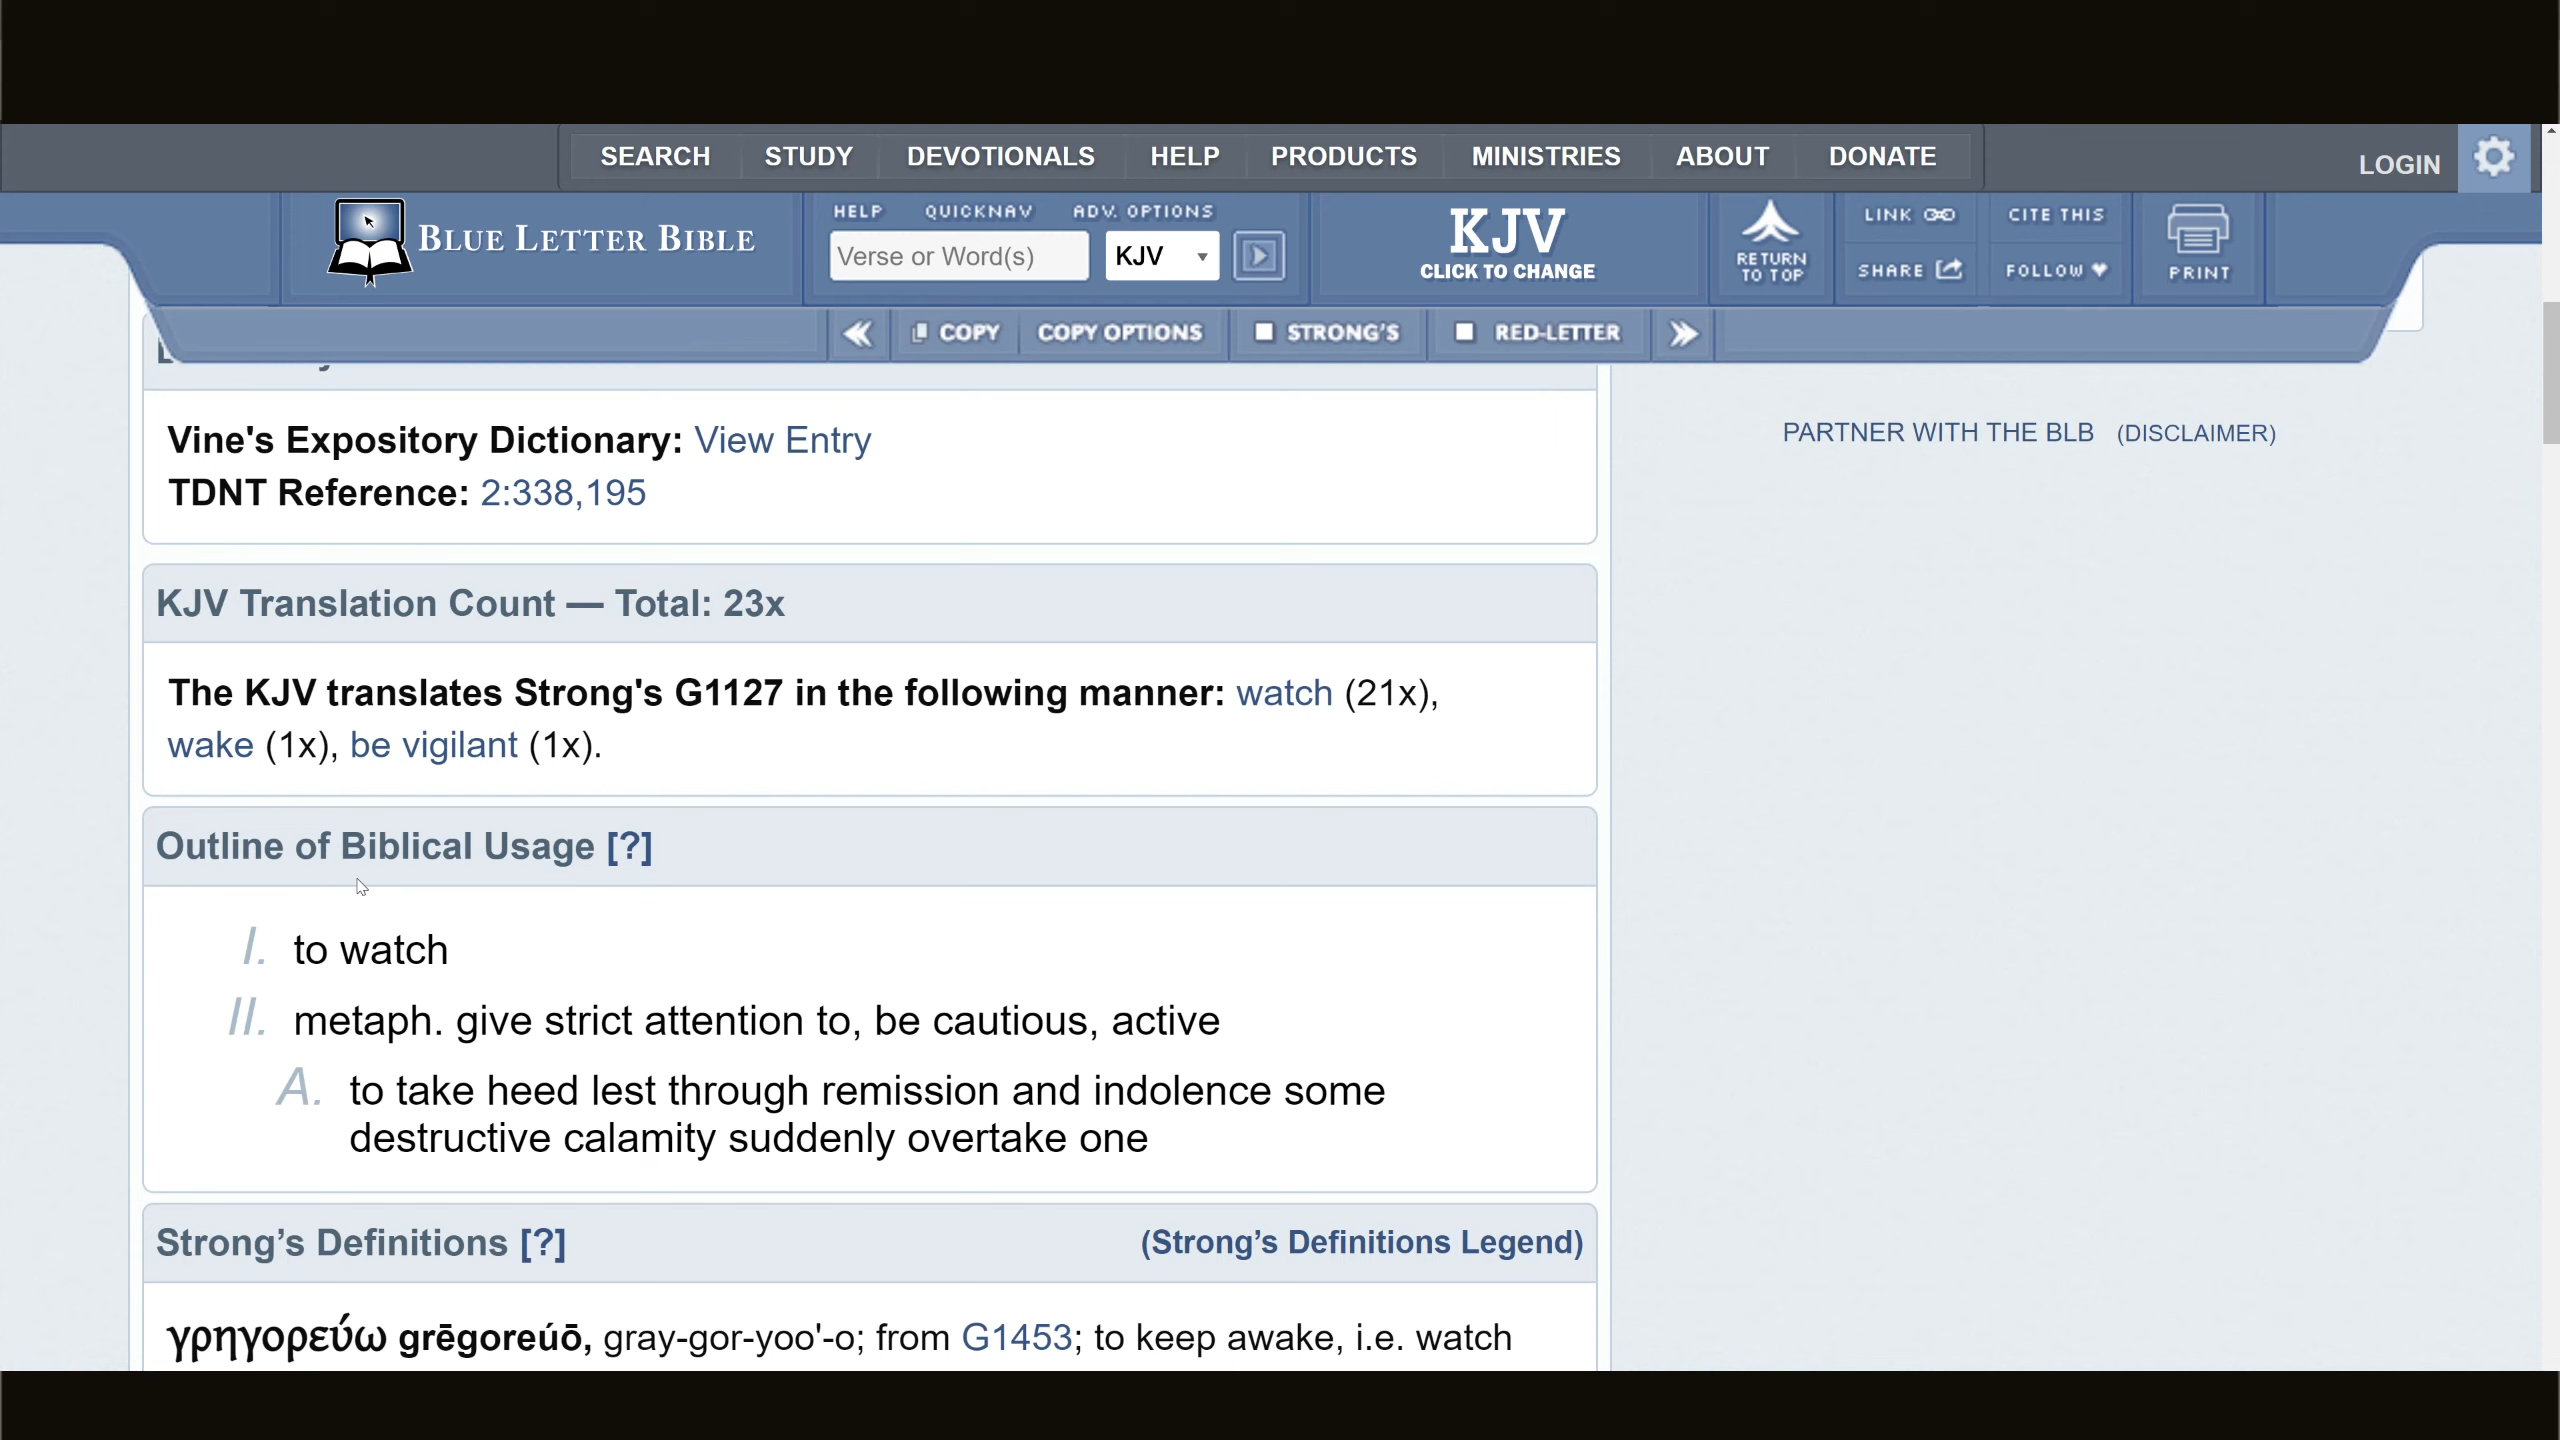 SEARCH STUDY DEVOTIONALS HELP PRODUCTS MINISTRIES ABOUT DONATE LOGIN
BLUE LETTER BIBLE
HELP QUICKNAV ADV. OPTIONS
Verse or Word(s) KJV
KJV
CLICK TO CHANGE
RETURN
TO TOP
LINK CITE THIS
SHARE FOLLOW
PRINT
COPY COPY OPTIONS STRONG'S RED-LETTER
Vine's Expository Dictionary: View Entry
TDNT Reference: 2:338,195
PARTNER WITH THE BLB (DISCLAIMER)
KJV Translation Count — Total: 23x
The KJV translates Strong's G1127 in the following manner: watch (21x),
wake (1x), be vigilant (1x).
Outline of Biblical Usage [?]
I. to watch
II. metaph. give strict attention to, be cautious, active
A. to take heed lest through remission and indolence some
destructive calamity suddenly overtake one
Strong’s Definitions [?] (Strong’s Definitions Legend)
γρηγορεύω grēgoreúō, gray-gor-yoo'-o; from G1453; to keep awake, i.e. watch